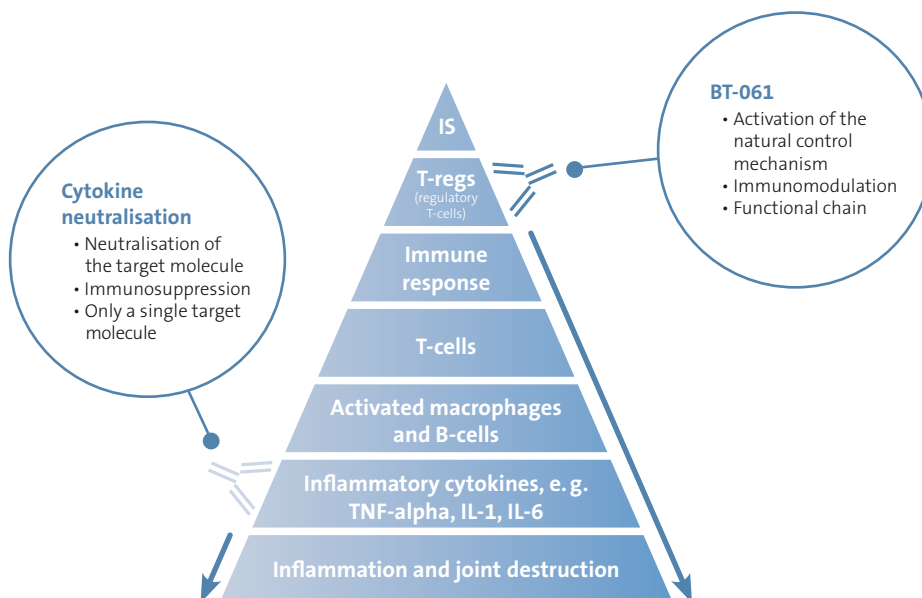 BT-061
• Activation of the
natural control
mechanism
• Immunomodulation
• Functional chain
Cytokine
neutralisation
• Neutralisation of
the target molecule
• Immunosuppression
• Only a single target
molecule
IS
T-regs
(regulatory
T-cells)
Immune
response
T-cells
Activated macrophages
and B-cells
Inflammatory cytokines, e. g.
TNF-alpha, IL-1, IL-6
Inflammation and joint destruction